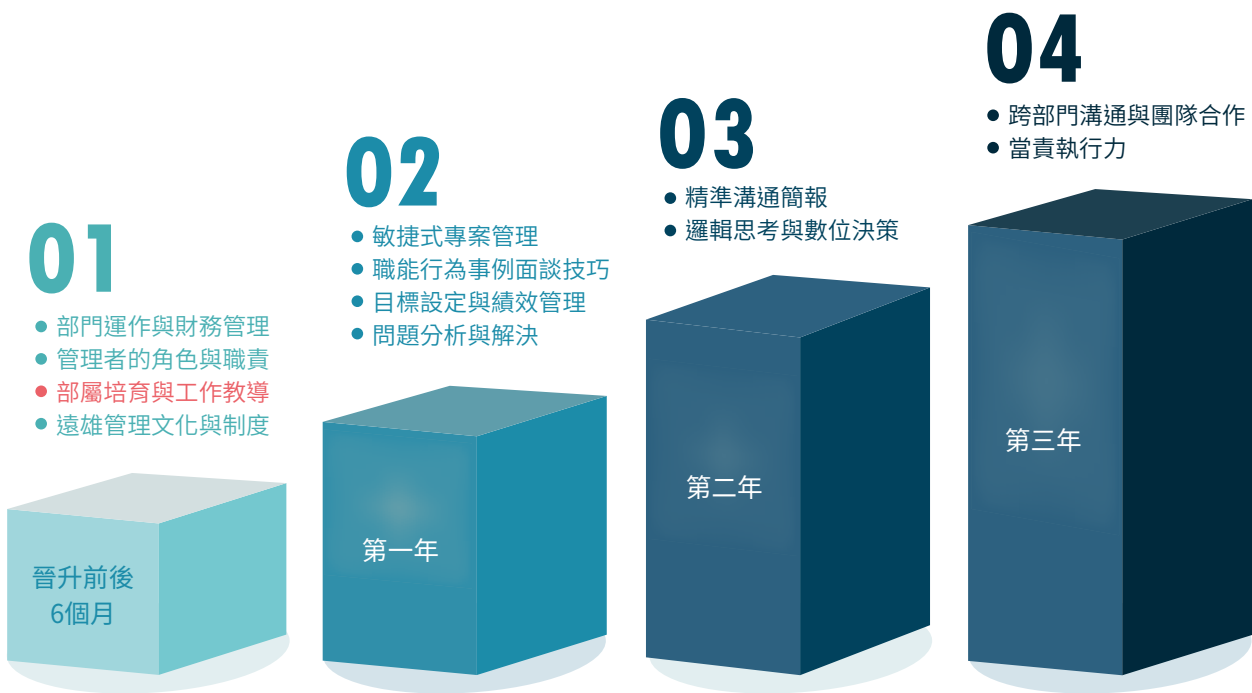 01
部門運作與財務管理
管理者的角色與職責
部屬培育與工作教導
遠雄管理文化與制度
晉升前後
6個月
02
敏捷式專案管理
職能行為事例面談技巧
目標設定與績效管理
問題分析與解決
第一年
03
精準溝通簡報
邏輯思考與數位決策
第二年
04
跨部門溝通與團隊合作
當責執行力
第三年